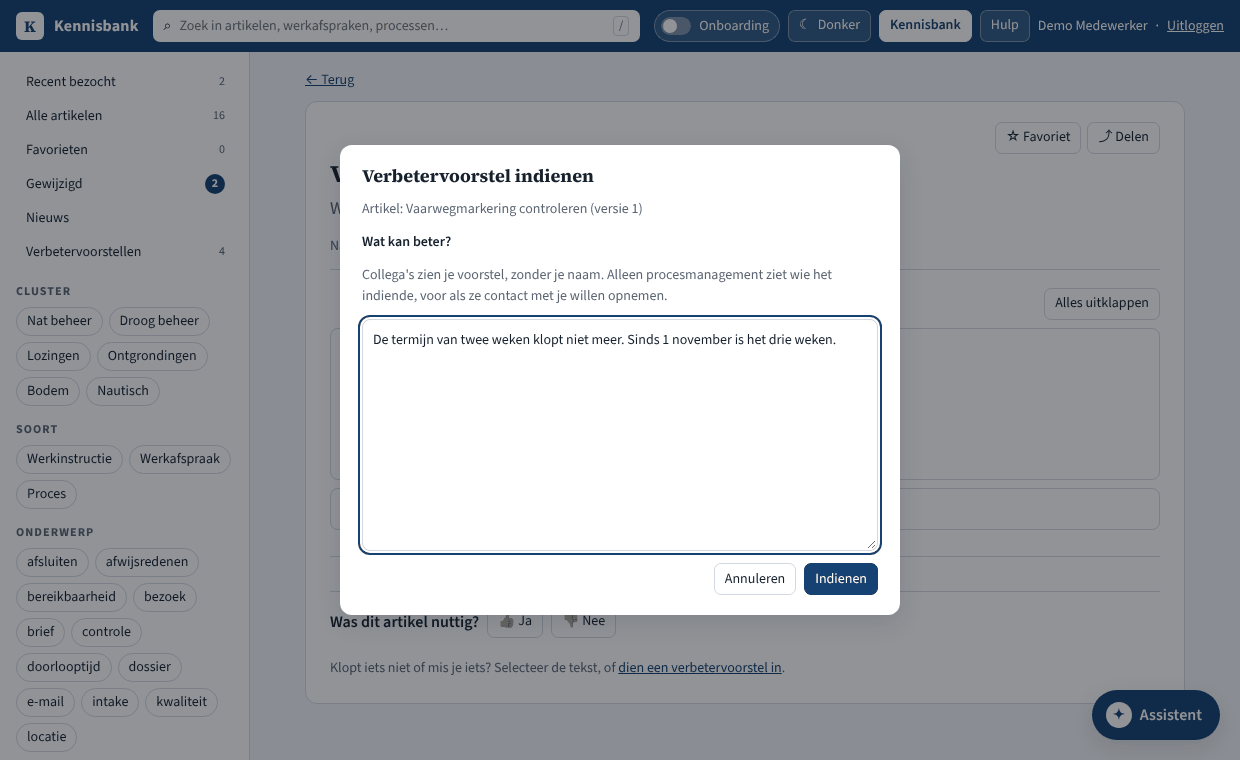 K Kennisbank
Zoek in artikelen, werkafspraken, processen…
/
Onboarding
Donker
Kennisbank
Hulp
Demo Medewerker · Uitloggen
Recent bezocht 2
Alle artikelen 16
Favorieten 0
Gewijzigd 2
Nieuws
Verbetervoorstellen 4
CLUSTER
Nat beheer Droog beheer
Lozingen Ontgrondingen
Bodem Nautisch
SOORT
Werkinstructie Werkafspraak
Proces
ONDERWERP
afsluiten afwijsredenen
bereikbaarheid bezoek
brief controle
doorlooptijd dossier
e-mail intake kwaliteit
locatie
← Terug
☆ Favoriet Delen
Alles uitklappen
Verbetervoorstel indienen
Artikel: Vaarwegmarkering controleren (versie 1)
Wat kan beter?
Collega's zien je voorstel, zonder je naam. Alleen procesmanagement ziet wie het
indiende, voor als ze contact met je willen opnemen.
De termijn van twee weken klopt niet meer. Sinds 1 november is het drie weken.
Annuleren Indienen
Was dit artikel nuttig? 👍 Ja 👎 Nee
Klopt iets niet of mis je iets? Selecteer de tekst, of dien een verbetervoorstel in.
Assistent